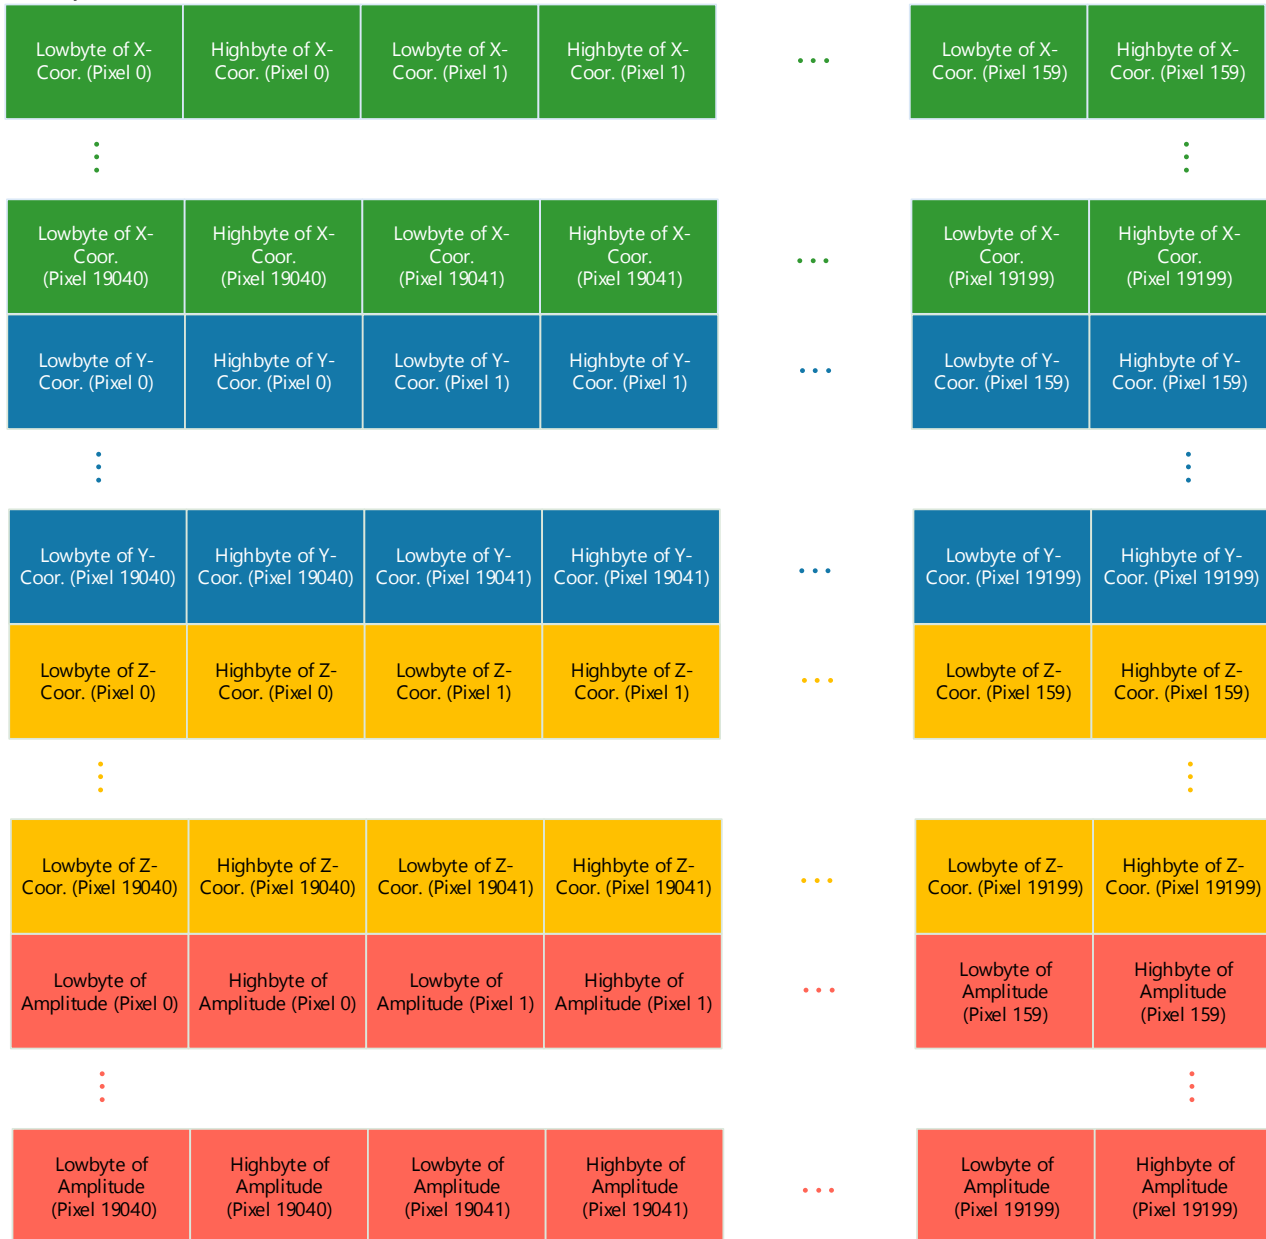 Lowbyte of X-
Coor. (Pixel 0)
Highbyte of X-
Coor. (Pixel 0)
Lowbyte of X-
Coor. (Pixel 1)
Highbyte of X-
Coor. (Pixel 1)
...
Lowbyte of X-
Coor. (Pixel 159)
Highbyte of X-
Coor. (Pixel 159)
Lowbyte of X-
Coor.
(Pixel 19040)
Highbyte of X-
Coor.
(Pixel 19040)
Lowbyte of X-
Coor.
(Pixel 19041)
Highbyte of X-
Coor.
(Pixel 19041)
...
Lowbyte of X-
Coor.
(Pixel 19199)
Highbyte of X-
Coor.
(Pixel 19199)
Lowbyte of Y-
Coor. (Pixel 0)
Highbyte of Y-
Coor. (Pixel 0)
Lowbyte of Y-
Coor. (Pixel 1)
Highbyte of Y-
Coor. (Pixel 1)
...
Lowbyte of Y-
Coor. (Pixel 159)
Highbyte of Y-
Coor. (Pixel 159)
Lowbyte of Y-
Coor. (Pixel 19040)
Highbyte of Y-
Coor. (Pixel 19040)
Lowbyte of Y-
Coor. (Pixel 19041)
Highbyte of Y-
Coor. (Pixel 19041)
...
Lowbyte of Y-
Coor. (Pixel 19199)
Highbyte of Y-
Coor. (Pixel 19199)
Lowbyte of Z-
Coor. (Pixel 0)
Highbyte of Z-
Coor. (Pixel 0)
Lowbyte of Z-
Coor. (Pixel 1)
Highbyte of Z-
Coor. (Pixel 1)
...
Lowbyte of Z-
Coor. (Pixel 159)
Highbyte of Z-
Coor. (Pixel 159)
Lowbyte of Z-
Coor. (Pixel 19040)
Highbyte of Z-
Coor. (Pixel 19040)
Lowbyte of Z-
Coor. (Pixel 19041)
Highbyte of Z-
Coor. (Pixel 19041)
...
Lowbyte of Z-
Coor. (Pixel 19199)
Highbyte of Z-
Coor. (Pixel 19199)
Lowbyte of
Amplitude (Pixel 0)
Highbyte of
Amplitude (Pixel 0)
Lowbyte of
Amplitude (Pixel 1)
Highbyte of
Amplitude (Pixel 1)
...
Lowbyte of
Amplitude
(Pixel 159)
Highbyte of
Amplitude
(Pixel 159)
Lowbyte of
Amplitude
(Pixel 19040)
Highbyte of
Amplitude
(Pixel 19040)
Lowbyte of
Amplitude
(Pixel 19041)
Highbyte of
Amplitude
(Pixel 19041)
...
Lowbyte of
Amplitude
(Pixel 19199)
Highbyte of
Amplitude
(Pixel 19199)